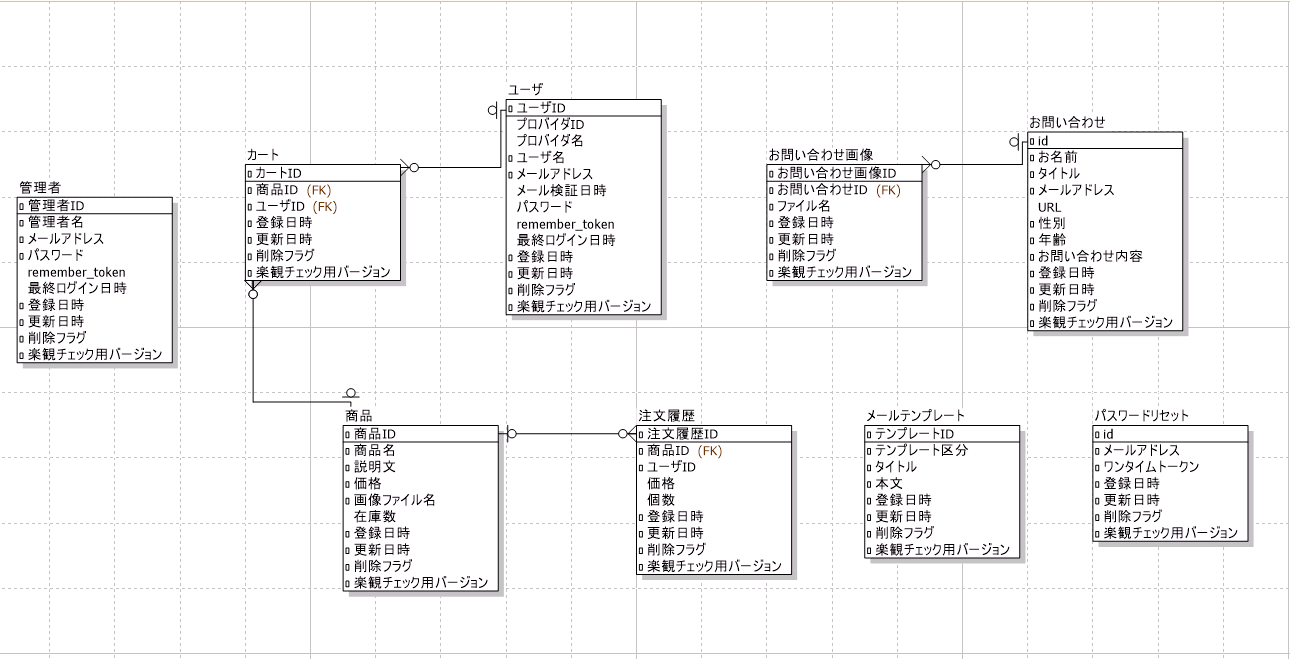 管理者
管理者ID
管理者名
メールアドレス
パスワード
remember_token
最終ログイン日時
登録日時
更新日時
削除フラグ
楽観チェック用バージョン
カート
カートID
商品ID (FK)
ユーザID (FK)
登録日時
更新日時
削除フラグ
楽観チェック用バージョン
ユーザ
ユーザID
プロバイダID
プロバイダ名
ユーザ名
メールアドレス
メール検証日時
パスワード
remember_token
最終ログイン日時
登録日時
更新日時
削除フラグ
楽観チェック用バージョン
お問い合わせ画像
お問い合わせ画像ID
お問い合わせID (FK)
ファイル名
登録日時
更新日時
削除フラグ
楽観チェック用バージョン
お問い合わせ
id
お名前
タイトル
メールアドレス
URL
性別
年齢
お問い合わせ内容
登録日時
更新日時
削除フラグ
楽観チェック用バージョン
商品
商品ID
商品名
説明文
価格
画像ファイル名
在庫数
登録日時
更新日時
削除フラグ
楽観チェック用バージョン
注文履歴
注文履歴ID
商品ID (FK)
ユーザID
価格
個数
登録日時
更新日時
削除フラグ
楽観チェック用バージョン
メールテンプレート
テンプレートID
テンプレート区分
タイトル
本文
登録日時
更新日時
削除フラグ
楽観チェック用バージョン
パスワードリセット
id
メールアドレス
ワンタイムトークン
登録日時
更新日時
削除フラグ
楽観チェック用バージョン